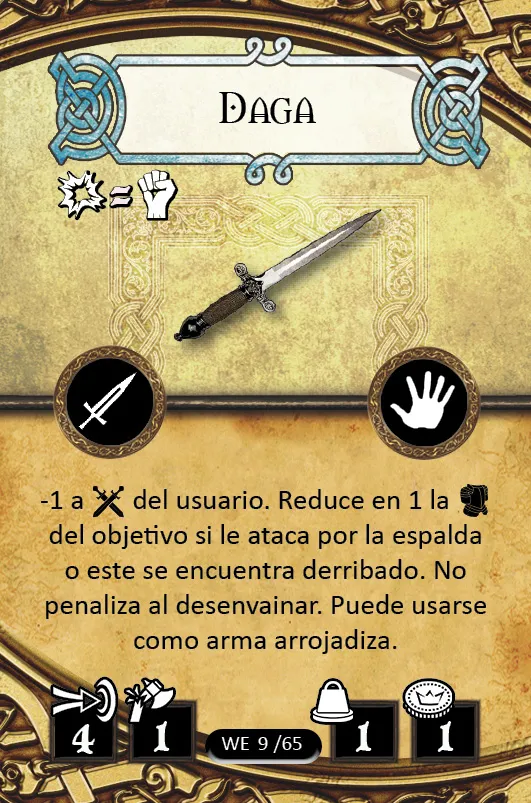 DAGA
=
-1 a del usuario. Reduce en 1 la
del objetivo si le ataca por la espalda
o este se encuentra derribado. No
penaliza al desenvainar. Puede usarse
como arma arrojadiza.
4 1 WE 9 /65 1 1